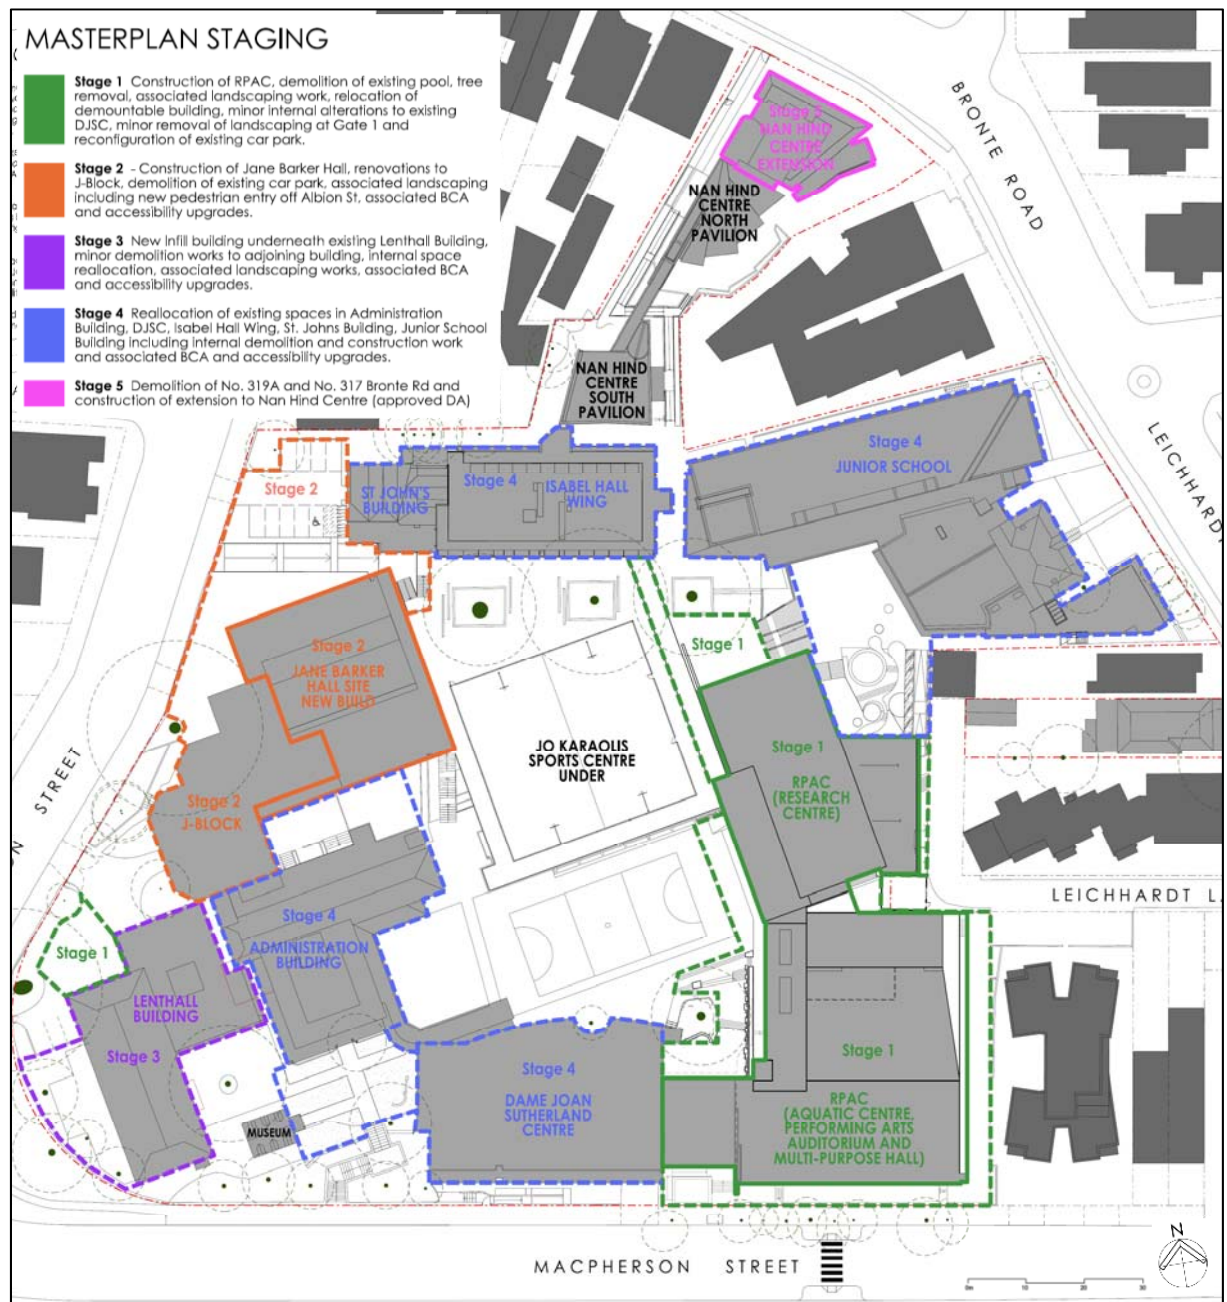 MASTERPLAN STAGING
Stage 1 Construction of RPAC, demolition of existing pool, tree
removal, associated landscaping work, relocation of
demountable building, minor internal alterations to existing
DJSC, minor removal of landscaping at Gate 1 and
reconfiguration of existing car park.
Stage 2 - Construction of Jane Barker Hall, renovations to
J-Block, demolition of existing car park, associated landscaping
including new pedestrian entry off Albion St, associated BCA
and accessibility upgrades.
Stage 3 New Infill building underneath existing Lenthall Building,
minor demolition works to adjoining building, internal space
reallocation, associated landscaping works, associated BCA
and accessibility upgrades.
Stage 4 Reallocation of existing spaces in Administration
Building, DJSC, Isabel Hall Wing, St. Johns Building, Junior School
Building including internal demolition and construction work
and associated BCA and accessibility upgrades.
Stage 5 Demolition of No. 319A and No. 317 Bronte Rd and
construction of extension to Nan Hind Centre (approved DA)
Stage 5
NAN HIND
CENTRE
EXTENSION
BRONTE ROAD
NAN HIND
CENTRE
NORTH
PAVILION
NAN HIND
CENTRE
SOUTH
PAVILION
LEICHHARDT
Stage 4
JUNIOR SCHOOL
Stage 2
ST JOHN'S
BUILDING
Stage 4
ISABEL HALL
WING
Stage 1
Stage 2
JANE BARKER
HALL SITE
NEW BUILD
JO KARAOLIS
SPORTS CENTRE
UNDER
Stage 1
RPAC
(RESEARCH
CENTRE)
N STREET
Stage 2
J-BLOCK
LEICHHARDT L
Stage 4
ADMINISTRATION
BUILDING
Stage 1
LENTHALL
BUILDING
Stage 3
Stage 4
DAME JOAN
SUTHERLAND
CENTRE
Stage 1
RPAC
(AQUATIC CENTRE,
PERFORMING ARTS
AUDITORIUM AND
MULTI-PURPOSE HALL)
MUSEUM
MACPHERSON STREET
N
0m 10 20 30